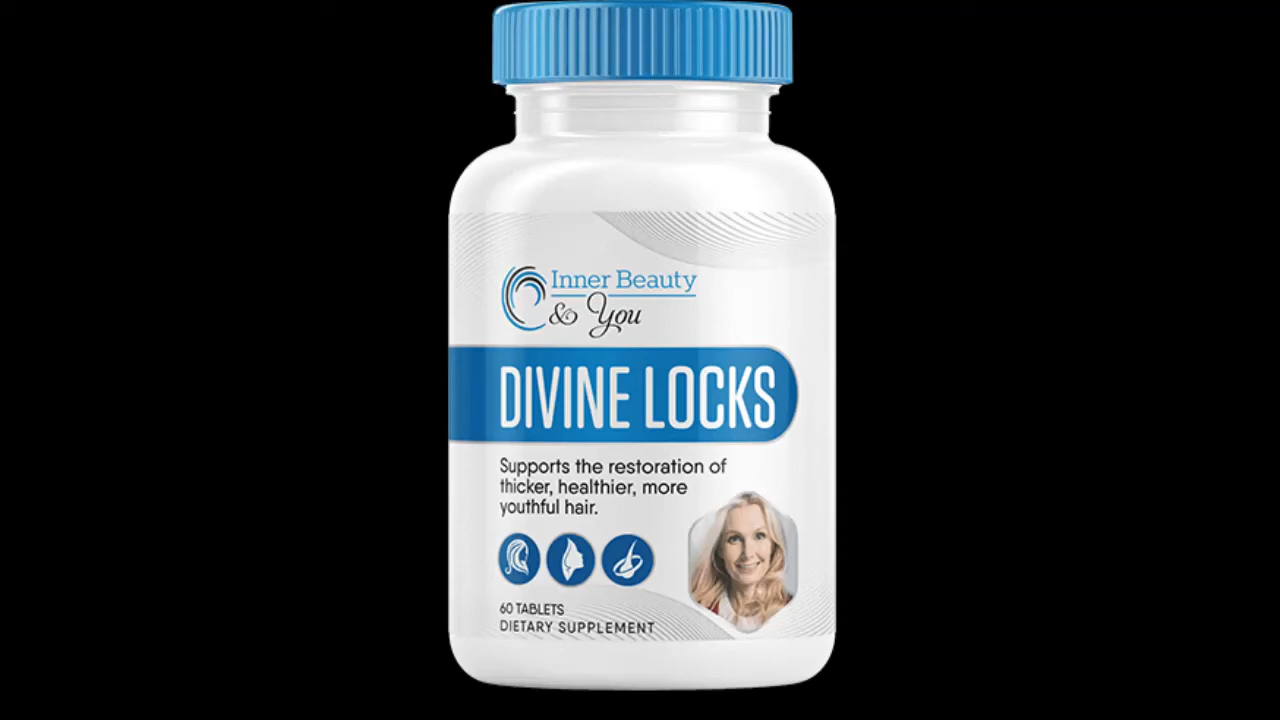 Inner Beauty
& You
DIVINE LOCKS
Supports the restoration of
thicker, healthier, more
youthful hair.
60 TABLETS
DIETARY SUPPLEMENT